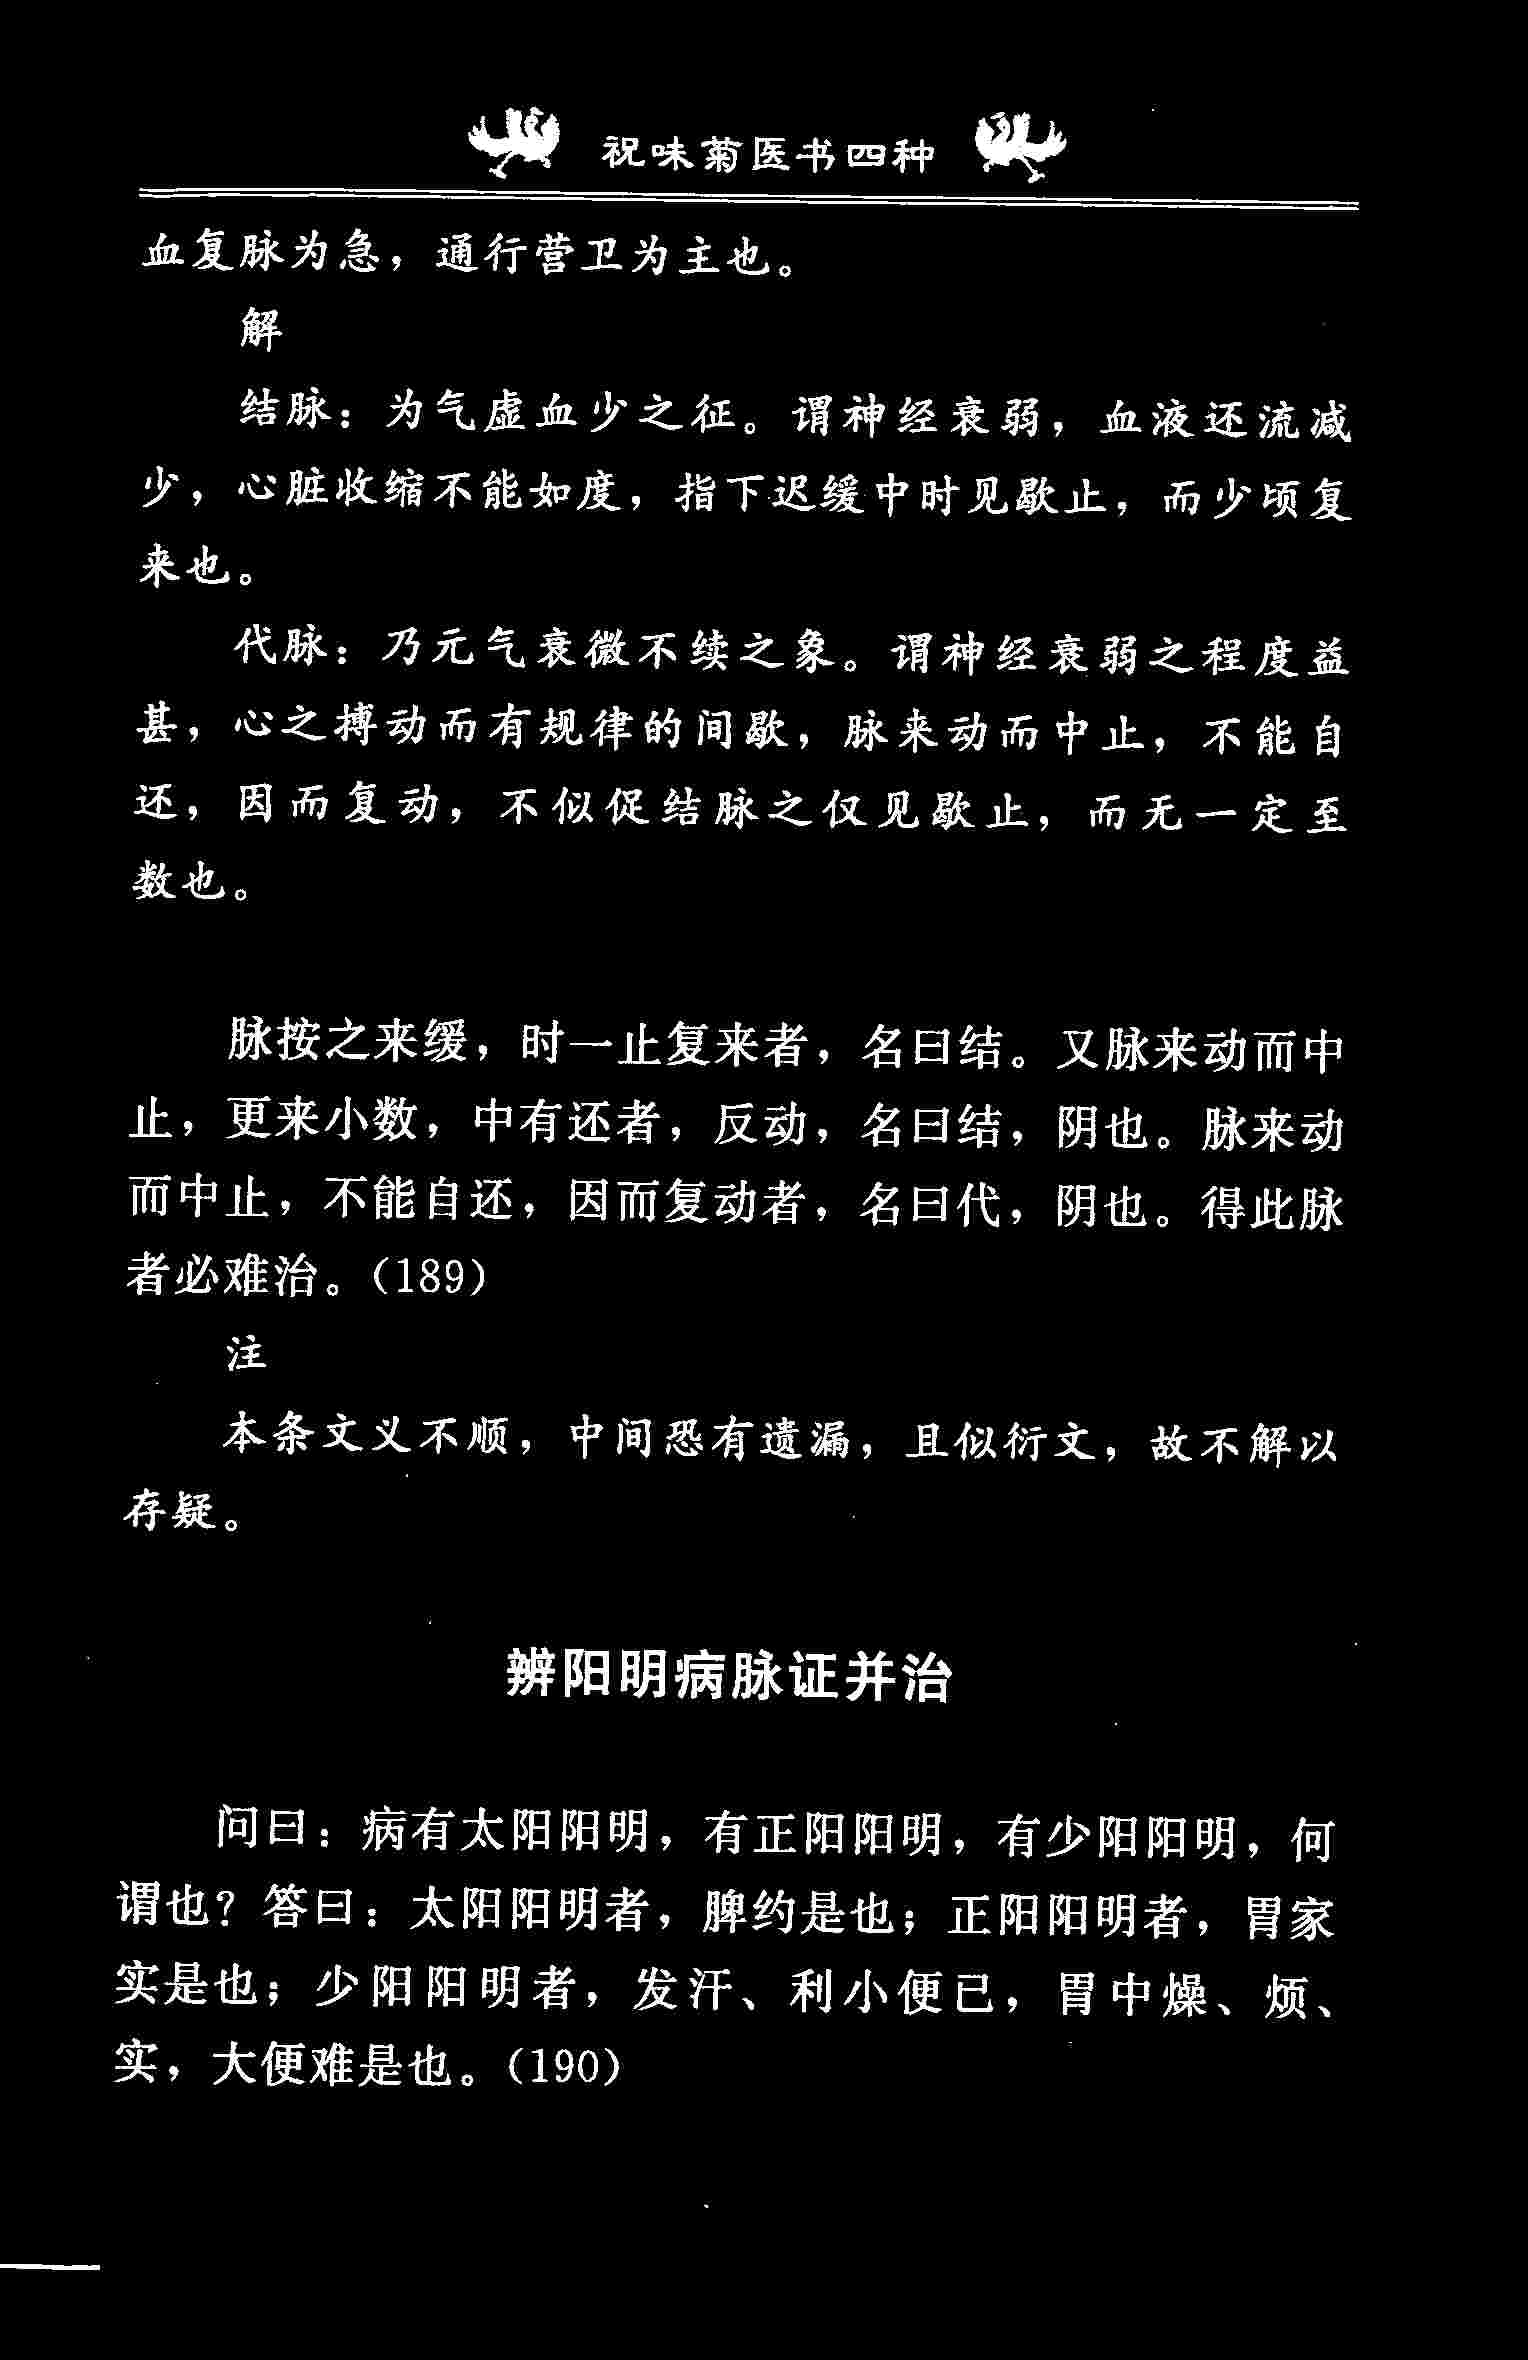 祝味菊医书四种
血复脉为急，通行营卫为主也。
解
结脉：为气虚血少之征。谓神经衰弱，血液还流减
少，心脏收缩不能如度，指下迟缓中时见歇止，而少顷复
来也。
代脉：乃元气衰微不续之象。谓神经衰弱之程度益
甚，心之搏动而有规律的间歇，脉来动而中止，不能自
还，因而复动，不似促结脉之仅见歇止，而无一定至
数也。
脉按之来缓，时一止复来者，名曰结。又脉来动而中
止，更来小数，中有还者，反动，名曰结，阴也。脉来动
而中止，不能自还，因而复动者，名曰代，阴也。得此脉
者必难治。（189）
注
本条文义不顺，中间恐有遗漏，且似衍文，故不解以
存疑。
辨阳明病脉证并治
问曰：病有太阳阳明，有正阳阳明，有少阳阳明，何
谓也？答曰：太阳阳明者，脾约是也；正阳阳明者，胃家
实是也；少阳阳明者，发汗、利小便已，胃中燥、烦、
实，大便难是也。（190）